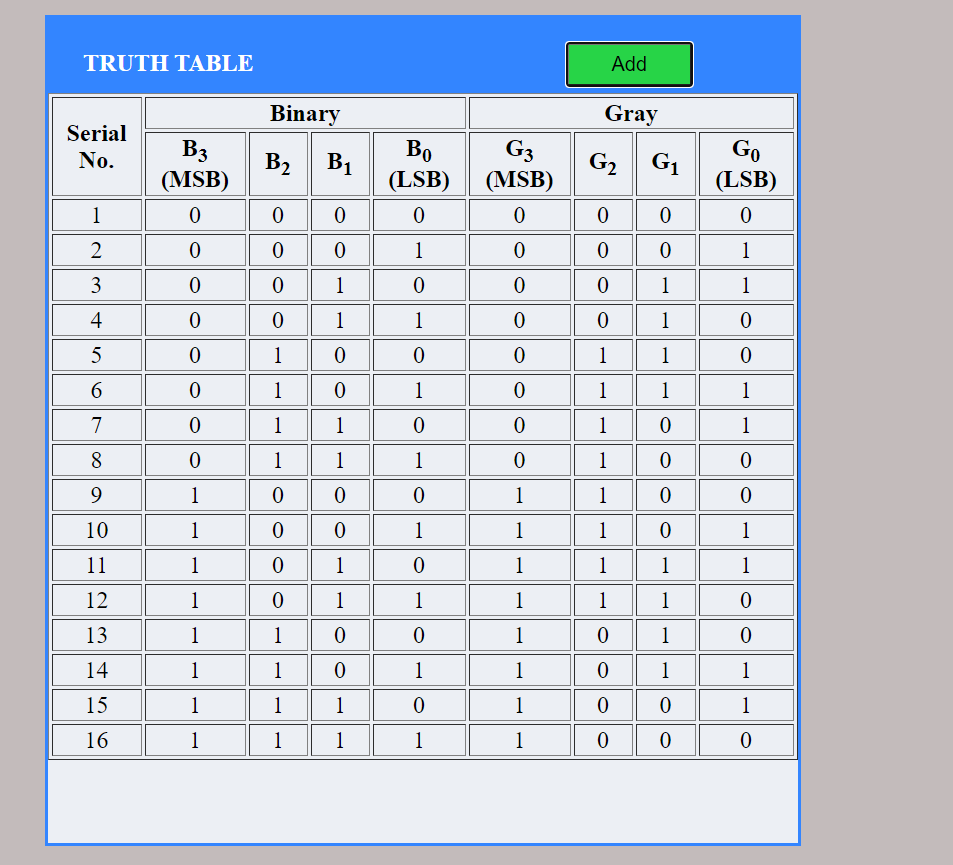 TRUTH TABLE Add
Serial No. Binary Gray
B3 (MSB) B2 B1 B0 (LSB) G3 (MSB) G2 G1 G0 (LSB)
1 0 0 0 0 0 0 0 0
2 0 0 0 1 0 0 0 1
3 0 0 1 0 0 0 1 1
4 0 0 1 1 0 0 1 0
5 0 1 0 0 0 1 1 0
6 0 1 0 1 0 1 1 1
7 0 1 1 0 0 1 0 1
8 0 1 1 1 0 1 0 0
9 1 0 0 0 1 1 0 0
10 1 0 0 1 1 1 0 1
11 1 0 1 0 1 1 1 1
12 1 0 1 1 1 1 1 0
13 1 1 0 0 1 0 1 0
14 1 1 0 1 1 0 1 1
15 1 1 1 0 1 0 0 1
16 1 1 1 1 1 0 0 0